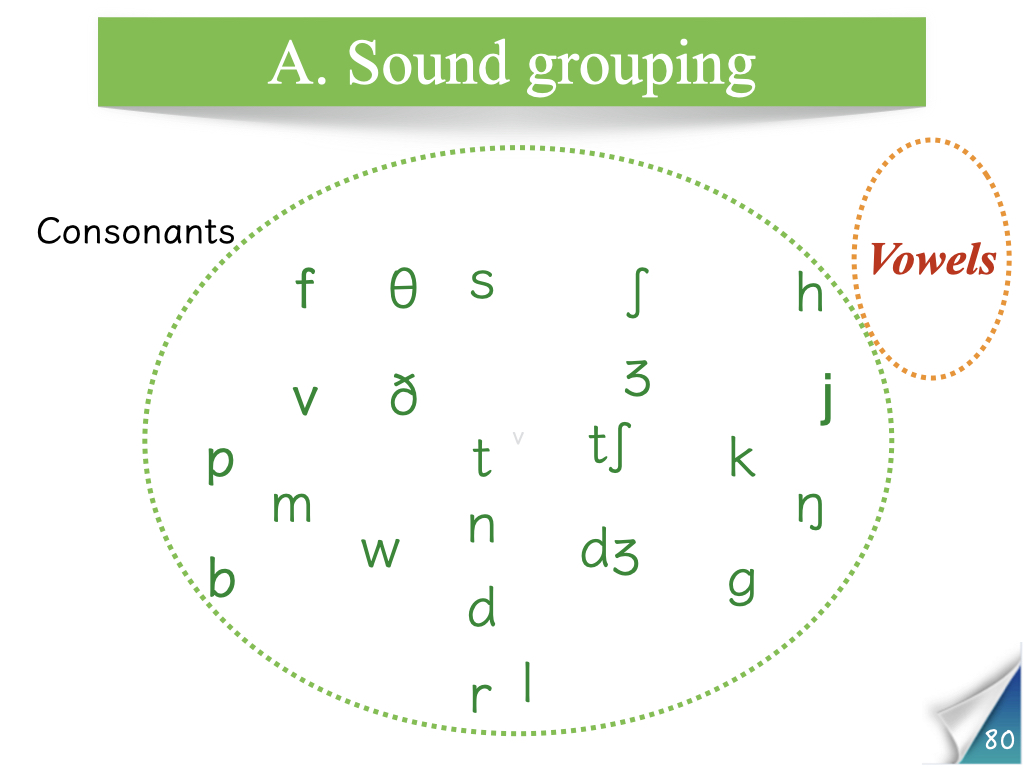 A. Sound grouping
Consonants
Vowels
f θ s ʃ h
v ð ʒ j
p t v tʃ k
m n ŋ
w dʒ
b d g
r l
80